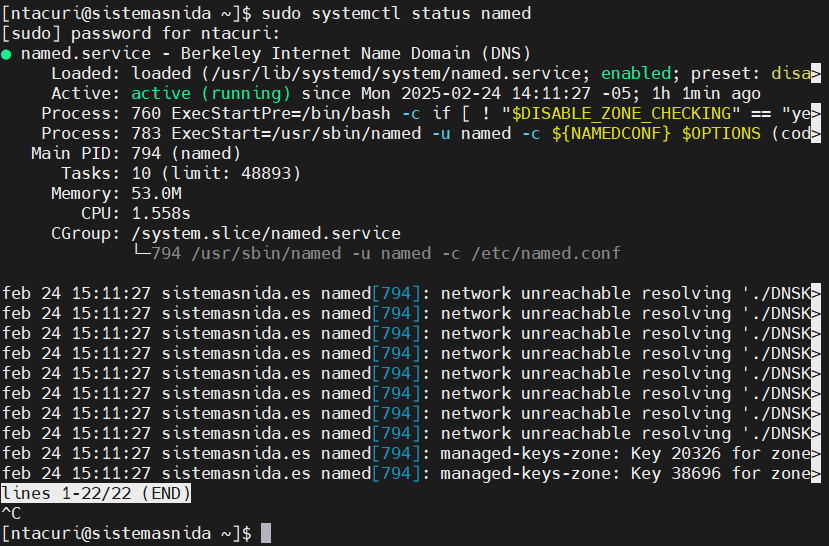 [ntacuri@sistemasnida ~]$ sudo systemctl status named
[sudo] password for ntacuri:
● named.service - Berkeley Internet Name Domain (DNS)
     Loaded: loaded (/usr/lib/systemd/system/named.service; enabled; preset: disa>
     Active: active (running) since Mon 2025-02-24 14:11:27 -05; 1h 1min ago
    Process: 760 ExecStartPre=/bin/bash -c if [ ! "$DISABLE_ZONE_CHECKING" == "ye>
    Process: 783 ExecStart=/usr/sbin/named -u named -c ${NAMEDCONF} $OPTIONS (cod>
   Main PID: 794 (named)
      Tasks: 10 (limit: 48893)
     Memory: 53.0M
        CPU: 1.558s
     CGroup: /system.slice/named.service
             └─794 /usr/sbin/named -u named -c /etc/named.conf

feb 24 15:11:27 sistemasnida.es named[794]: network unreachable resolving './DNSK>
feb 24 15:11:27 sistemasnida.es named[794]: network unreachable resolving './DNSK>
feb 24 15:11:27 sistemasnida.es named[794]: network unreachable resolving './DNSK>
feb 24 15:11:27 sistemasnida.es named[794]: network unreachable resolving './DNSK>
feb 24 15:11:27 sistemasnida.es named[794]: network unreachable resolving './DNSK>
feb 24 15:11:27 sistemasnida.es named[794]: network unreachable resolving './DNSK>
feb 24 15:11:27 sistemasnida.es named[794]: network unreachable resolving './DNSK>
feb 24 15:11:27 sistemasnida.es named[794]: network unreachable resolving './DNSK>
feb 24 15:11:27 sistemasnida.es named[794]: managed-keys-zone: Key 20326 for zone>
feb 24 15:11:27 sistemasnida.es named[794]: managed-keys-zone: Key 38696 for zone>
lines 1-22/22 (END)
^C
[ntacuri@sistemasnida ~]$